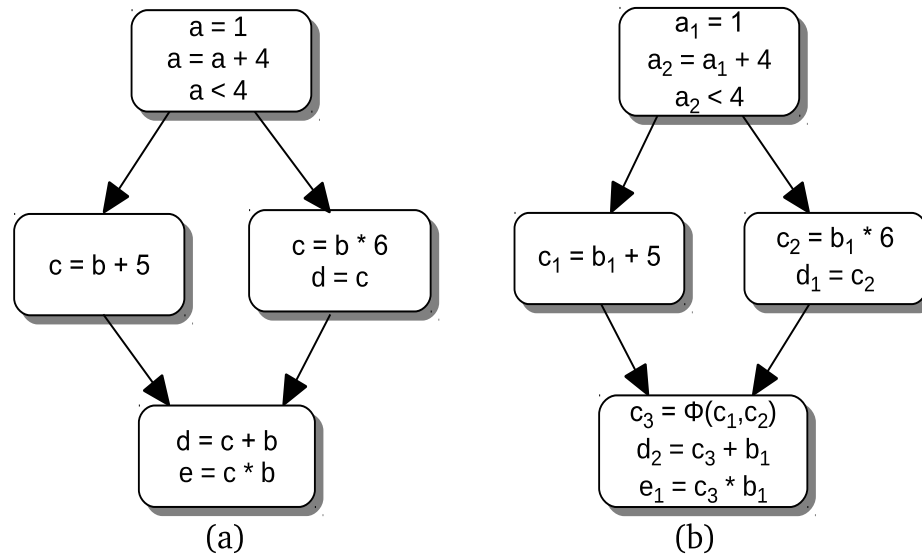 a = 1
a = a + 4
a < 4
c = b + 5
c = b * 6
d = c
d = c + b
e = c * b
(a)
a₁ = 1
a₂ = a₁ + 4
a₂ < 4
c₁ = b₁ + 5
c₂ = b₁ * 6
d₁ = c₂
c₃ = Φ(c₁,c₂)
d₂ = c₃ + b₁
e₁ = c₃ * b₁
(b)